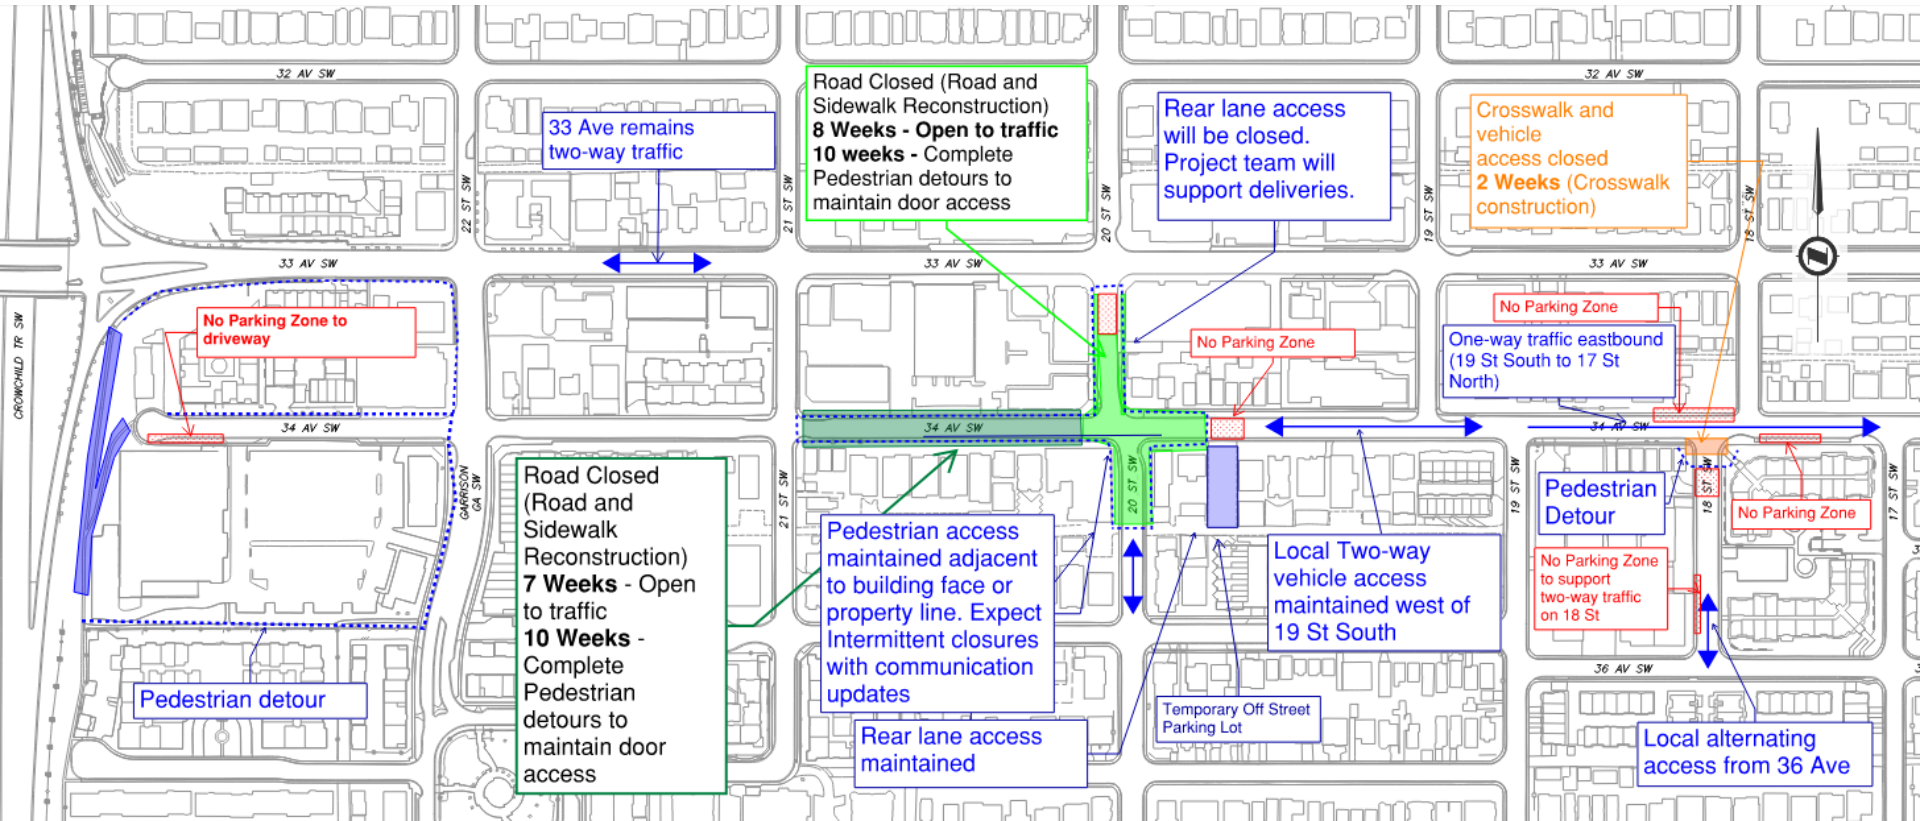 32 AV SW
32 AV SW
33 Ave remains
two-way traffic
Road Closed (Road and
Sidewalk Reconstruction)
8 Weeks - Open to traffic
10 weeks - Complete
Pedestrian detours to
maintain door access
Rear lane access
will be closed.
Project team will
support deliveries.
Crosswalk and
vehicle
access closed
2 Weeks (Crosswalk
construction)
22 ST SW
21 ST SW
20 ST SW
19 ST SW
18 ST SW
33 AV SW
33 AV SW
33 AV SW
CROWCHILD TR SW
No Parking Zone to
driveway
No Parking Zone
No Parking Zone
One-way traffic eastbound
(19 St South to 17 St
North)
34 AV SW
34 AV SW
34 AV SW
GARRISON
GA SW
21 ST SW
20 ST SW
19 ST SW
18 ST SW
17 ST SW
Road Closed
(Road and
Sidewalk
Reconstruction)
7 Weeks - Open
to traffic
10 Weeks -
Complete
Pedestrian
detours to
maintain door
access
Pedestrian access
maintained adjacent
to building face or
property line. Expect
Intermittent closures
with communication
updates
Local Two-way
vehicle access
maintained west of
19 St South
Pedestrian
Detour
No Parking Zone
No Parking Zone
to support
two-way traffic
on 18 St
36 AV SW
Pedestrian detour
Rear lane access
maintained
Temporary Off Street
Parking Lot
Local alternating
access from 36 Ave